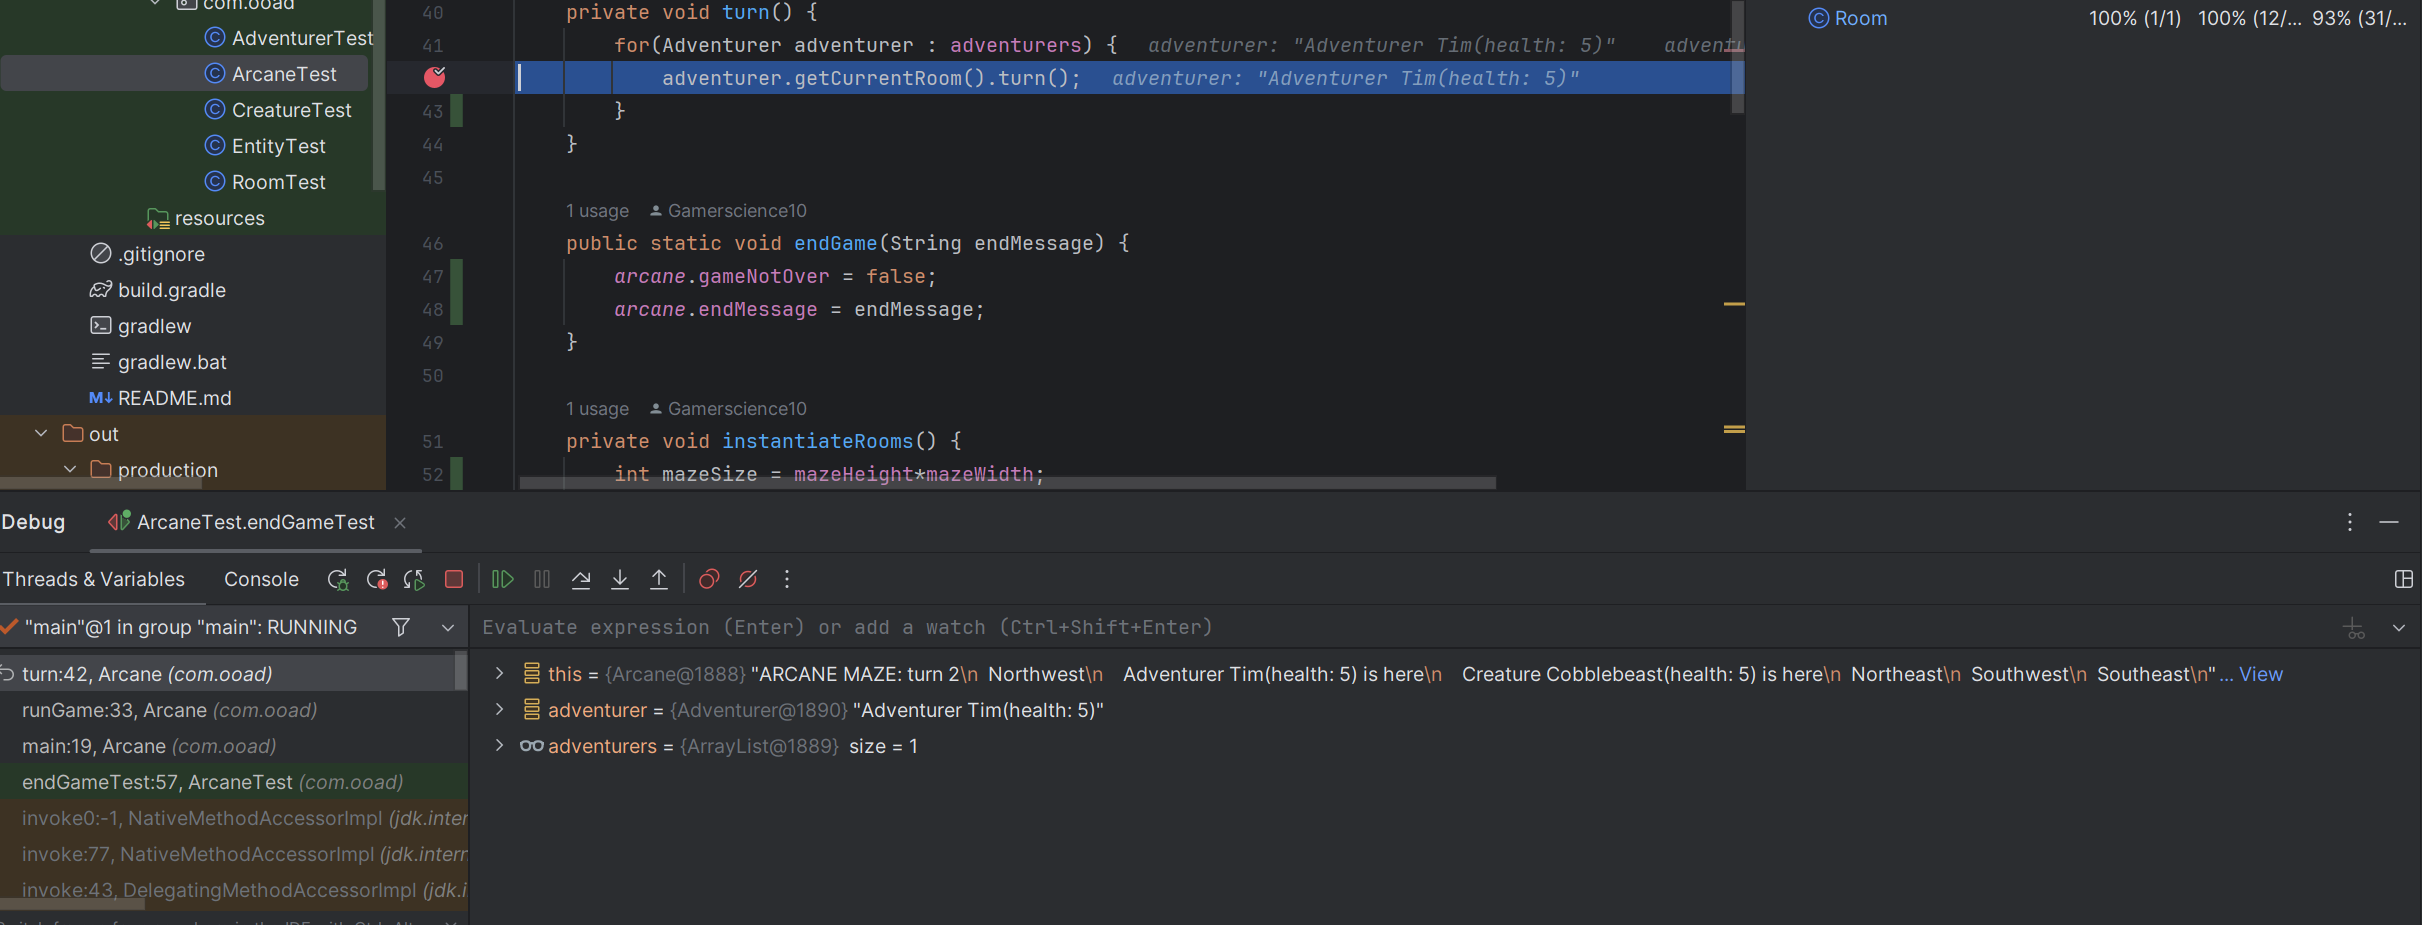 com.ooad
AdventurerTest
ArcaneTest
CreatureTest
EntityTest
RoomTest
resources
.gitignore
build.gradle
gradlew
gradlew.bat
README.md
out
production
40 private void turn() {
41 for(Adventurer adventurer : adventurers) { adventurer: "Adventurer Tim(health: 5)" advent
adventurer.getCurrentRoom().turn(); adventurer: "Adventurer Tim(health: 5)"
43 }
44 }
45
1 usage Gamerscience10
46 public static void endGame(String endMessage) {
47 arcane.gameNotOver = false;
48 arcane.endMessage = endMessage;
49 }
50
1 usage Gamerscience10
51 private void instantiateRooms() {
52 int mazeSize = mazeHeight*mazeWidth;
Room 100% (1/1) 100% (12/... 93% (31/...
Debug ArcaneTest.endGameTest
Threads & Variables Console
"main"@1 in group "main": RUNNING
Evaluate expression (Enter) or add a watch (Ctrl+Shift+Enter)
turn:42, Arcane (com.ooad)
runGame:33, Arcane (com.ooad)
main:19, Arcane (com.ooad)
endGameTest:57, ArcaneTest (com.ooad)
invoke0:-1, NativeMethodAccessorImpl (jdk.inter
invoke:77, NativeMethodAccessorImpl (jdk.intern
invoke:43, DelegatingMethodAccessorImpl (jdk.i
this = {Arcane@1888} "ARCANE MAZE: turn 2\n Northwest\n Adventurer Tim(health: 5) is here\n Creature Cobblebeast(health: 5) is here\n Northeast\n Southwest\n Southeast\n"... View
adventurer = {Adventurer@1890} "Adventurer Tim(health: 5)"
adventurers = {ArrayList@1889} size = 1